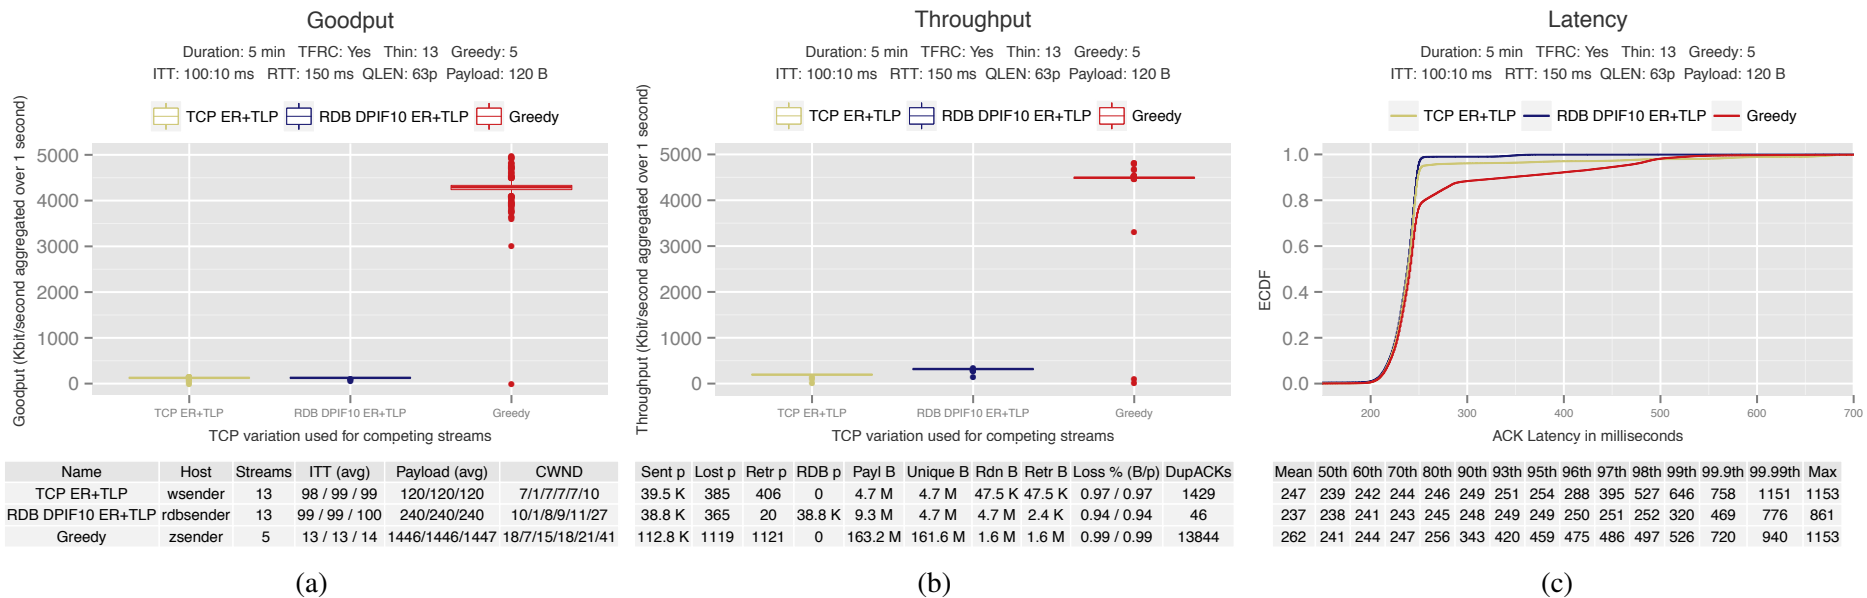 Goodput
Duration: 5 min TFRC: Yes Thin: 13 Greedy: 5
ITT: 100:10 ms RTT: 150 ms QLEN: 63p Payload: 120 B
TCP ER+TLP RDB DPIF10 ER+TLP Greedy
Goodput (Kbit/second aggregated over 1 second)
5000
4000
3000
2000
1000
0
TCP ER+TLP RDB DPIF10 ER+TLP Greedy
TCP variation used for competing streams
Name Host Streams ITT (avg) Payload (avg) CWND
TCP ER+TLP wsender 13 98 / 99 / 99 120/120/120 7/1/7/7/7/10
RDB DPIF10 ER+TLP rdbsender 13 99 / 99 / 100 240/240/240 10/1/8/9/11/27
Greedy zsender 5 13 / 13 / 14 1446/1446/1447 18/7/15/18/21/41
(a)
Throughput
Duration: 5 min TFRC: Yes Thin: 13 Greedy: 5
ITT: 100:10 ms RTT: 150 ms QLEN: 63p Payload: 120 B
TCP ER+TLP RDB DPIF10 ER+TLP Greedy
Throughput (Kbit/second aggregated over 1 second)
5000
4000
3000
2000
1000
0
TCP ER+TLP RDB DPIF10 ER+TLP Greedy
TCP variation used for competing streams
Sent p Lost p Retr p RDB p Payl B Unique B Rdn B Retr B Loss % (B/p) DupACKs
39.5 K 385 406 0 4.7 M 4.7 M 47.5 K 47.5 K 0.97 / 0.97 1429
38.8 K 365 20 38.8 K 9.3 M 4.7 M 4.7 M 2.4 K 0.94 / 0.94 46
112.8 K 1119 1121 0 163.2 M 161.6 M 1.6 M 1.6 M 0.99 / 0.99 13844
(b)
Latency
Duration: 5 min TFRC: Yes Thin: 13 Greedy: 5
ITT: 100:10 ms RTT: 150 ms QLEN: 63p Payload: 120 B
TCP ER+TLP RDB DPIF10 ER+TLP Greedy
ECDF
1.0
0.8
0.6
0.4
0.2
0.0
200 300 400 500 600 700
ACK Latency in milliseconds
Mean 50th 60th 70th 80th 90th 93th 95th 96th 97th 98th 99th 99.9th 99.99th Max
247 239 242 244 246 249 251 254 288 395 527 646 758 1151 1153
237 238 241 243 245 248 249 249 250 251 252 320 469 776 861
262 241 244 247 256 343 420 459 475 486 497 526 720 940 1153
(c)